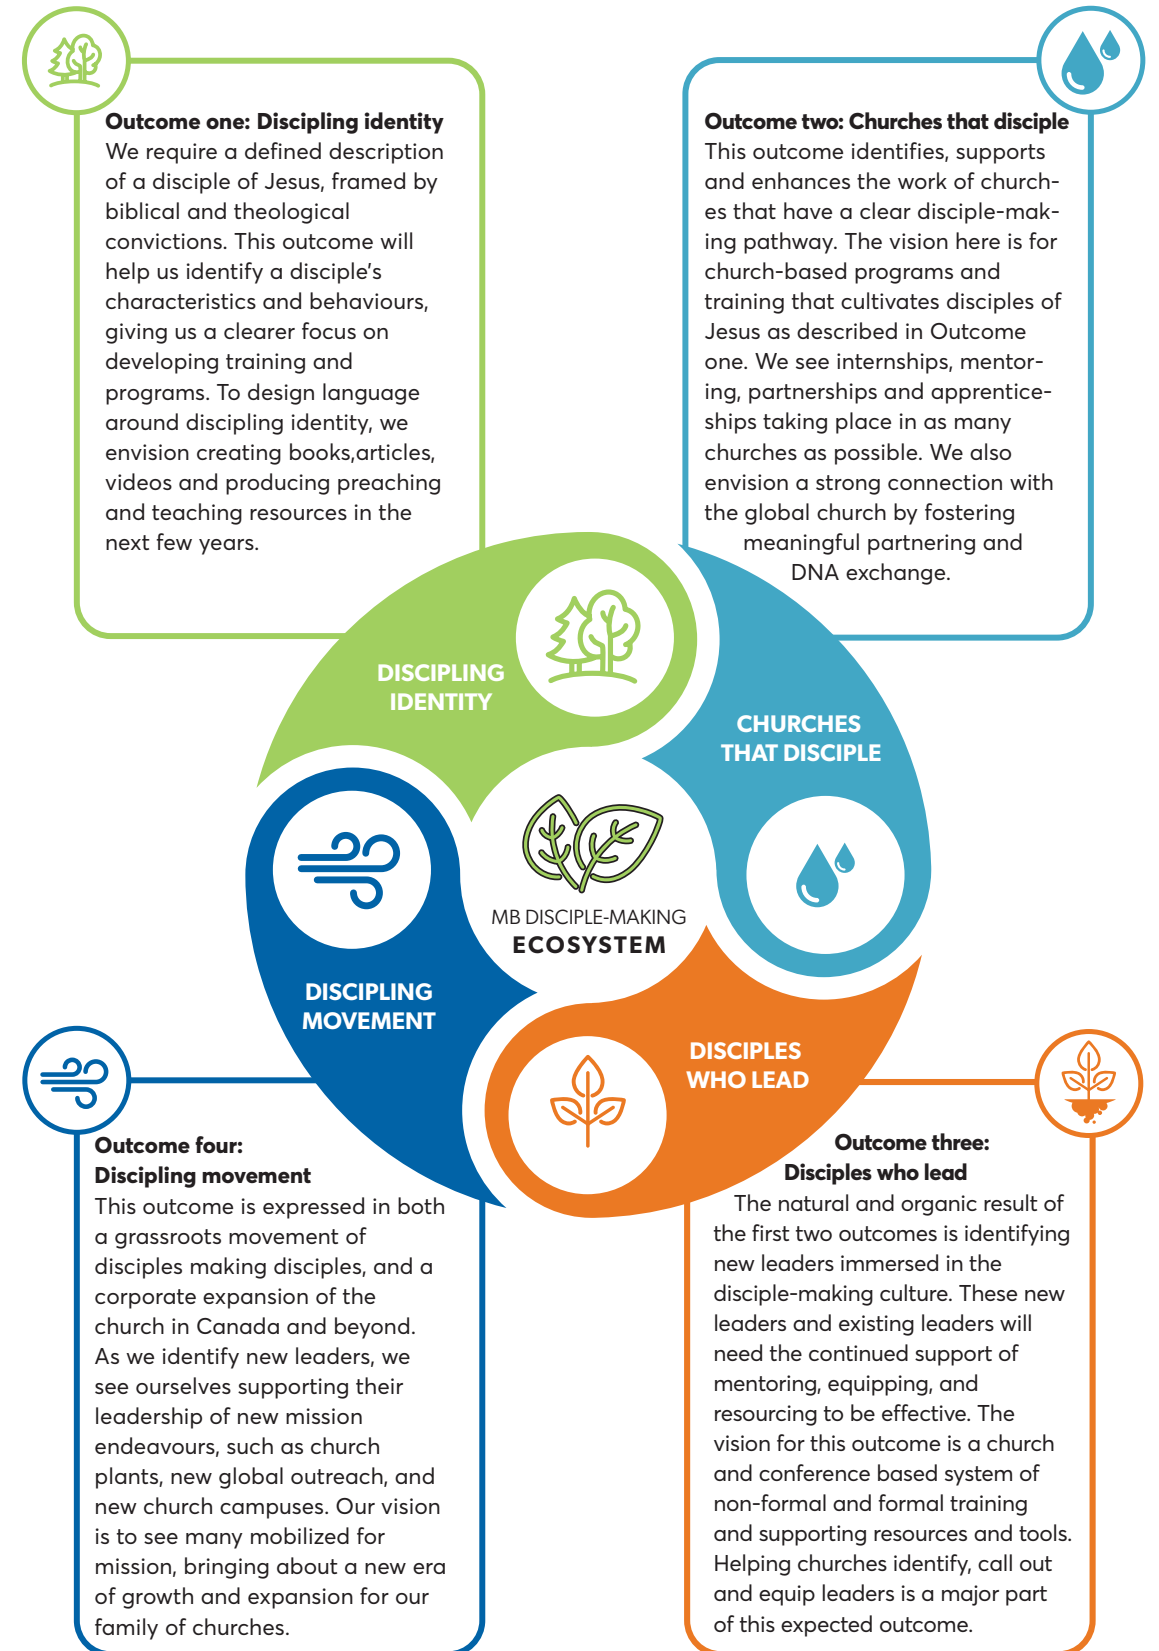 Outcome one: Discipling identity
We require a defined description
of a disciple of Jesus, framed by
biblical and theological
convictions. This outcome will
help us identify a disciple's
characteristics and behaviours,
giving us a clearer focus on
developing training and
programs. To design language
around discipling identity, we
envision creating books,articles,
videos and producing preaching
and teaching resources in the
next few years.
Outcome two: Churches that disciple
This outcome identifies, supports
and enhances the work of church-
es that have a clear disciple-mak-
ing pathway. The vision here is for
church-based programs and
training that cultivates disciples of
Jesus as described in Outcome
one. We see internships, mentor-
ing, partnerships and apprentice-
ships taking place in as many
churches as possible. We also
envision a strong connection with
the global church by fostering
meaningful partnering and
DNA exchange.
DISCIPLING
IDENTITY
CHURCHES
THAT DISCIPLE
MB DISCIPLE-MAKING
ECOSYSTEM
DISCIPLING
MOVEMENT
DISCIPLES
WHO LEAD
Outcome four:
Discipling movement
This outcome is expressed in both
a grassroots movement of
disciples making disciples, and a
corporate expansion of the
church in Canada and beyond.
As we identify new leaders, we
see ourselves supporting their
leadership of new mission
endeavours, such as church
plants, new global outreach, and
new church campuses. Our vision
is to see many mobilized for
mission, bringing about a new era
of growth and expansion for our
family of churches.
Outcome three:
Disciples who lead
The natural and organic result of
the first two outcomes is identifying
new leaders immersed in the
disciple-making culture. These new
leaders and existing leaders will
need the continued support of
mentoring, equipping, and
resourcing to be effective. The
vision for this outcome is a church
and conference based system of
non-formal and formal training
and supporting resources and tools.
Helping churches identify, call out
and equip leaders is a major part
of this expected outcome.